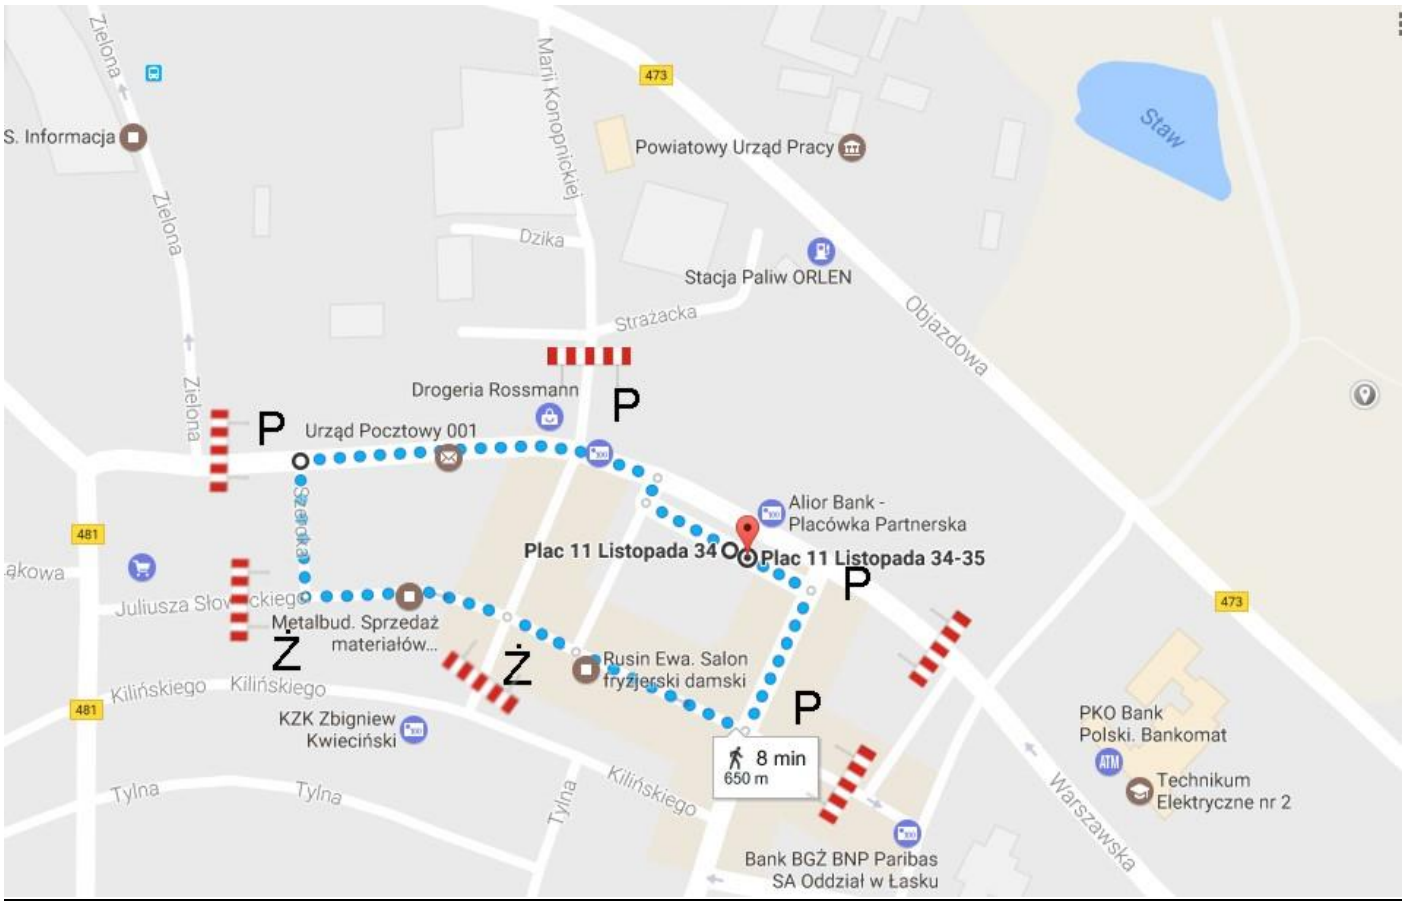 Zielona
473
S. Informacja
Marii Konopnickiej
Powiatowy Urząd Pracy
Staw
Zielona
Dzika
Stacja Paliw ORLEN
Strażacka
Objazdowa
Zielona
Drogeria Rossmann
P
P
Urząd Pocztowy 001
Szeroka
Alior Bank -
Placówka Partnerska
481
Plac 11 Listopada 34
Plac 11 Listopada 34-35
ąkowa
P
Juliusza Słowackiego
473
Metalbud. Sprzedaż
materiałów...
Ż
Ż
Rusin Ewa. Salon
fryzjerski damski
Kilińskiego
Kilińskiego
481
P
KZK Zbigniew
Kwieciński
PKO Bank
Polski. Bankomat
ATM
8 min
650 m
Technikum
Elektryczne nr 2
Kilińskiego
Tylna
Tylna
Tylna
Warszawska
Bank BGŻ BNP Paribas
SA Oddział w Łasku